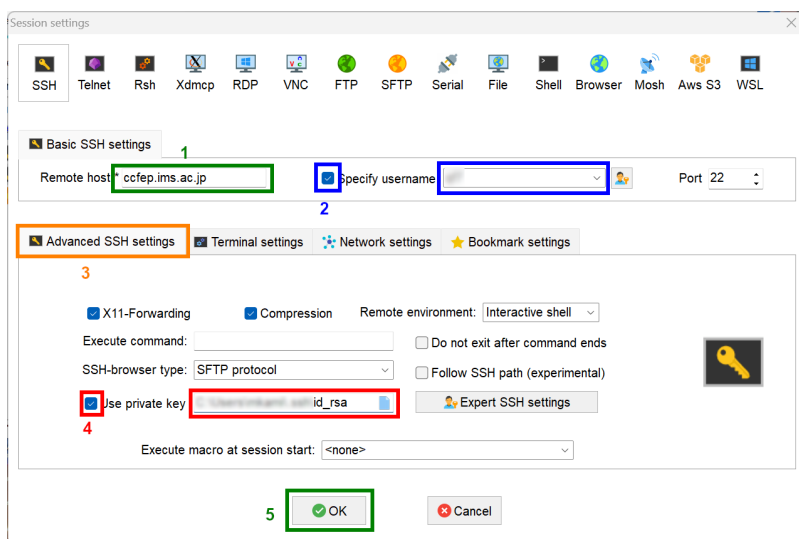 Session settings
SSH Telnet Rsh Xdmcp RDP VNC FTP SFTP Serial File Shell Browser Mosh Aws S3 WSL
Basic SSH settings
1
Remote host * ccfep.ims.ac.jp Specify username Port 22
2
Advanced SSH settings Terminal settings Network settings Bookmark settings
3
X11-Forwarding Compression Remote environment: Interactive shell
Execute command: Do not exit after command ends
SSH-browser type: SFTP protocol Follow SSH path (experimental)
Use private key id_rsa Expert SSH settings
4
Execute macro at session start: <none>
5 OK Cancel